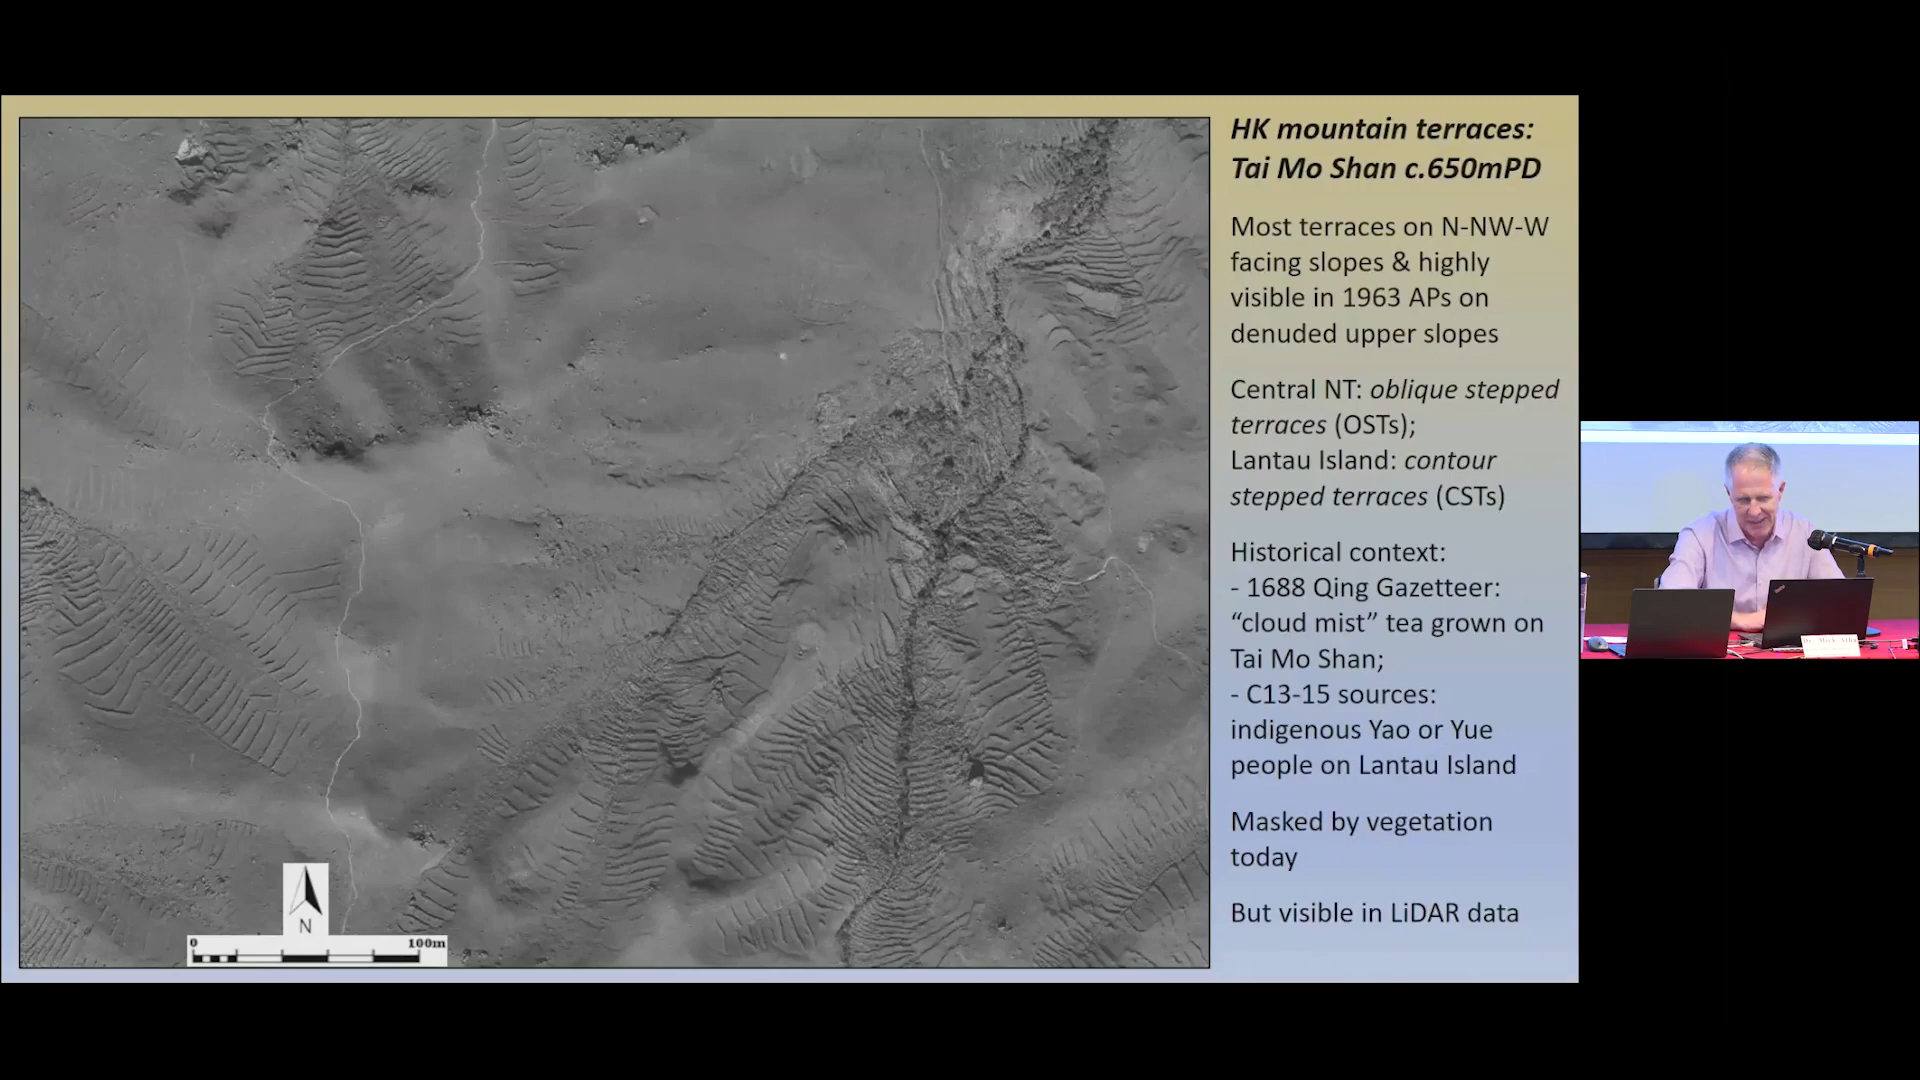 HK mountain terraces:
Tai Mo Shan c.650mPD
Most terraces on N-NW-W
facing slopes & highly
visible in 1963 APs on
denuded upper slopes
Central NT: oblique stepped
terraces (OSTs);
Lantau Island: contour
stepped terraces (CSTs)
Historical context:
- 1688 Qing Gazetteer:
“cloud mist” tea grown on
Tai Mo Shan;
- C13-15 sources:
indigenous Yao or Yue
people on Lantau Island
Masked by vegetation
today
But visible in LiDAR data
N
0 100m
Dr. Mick Atha